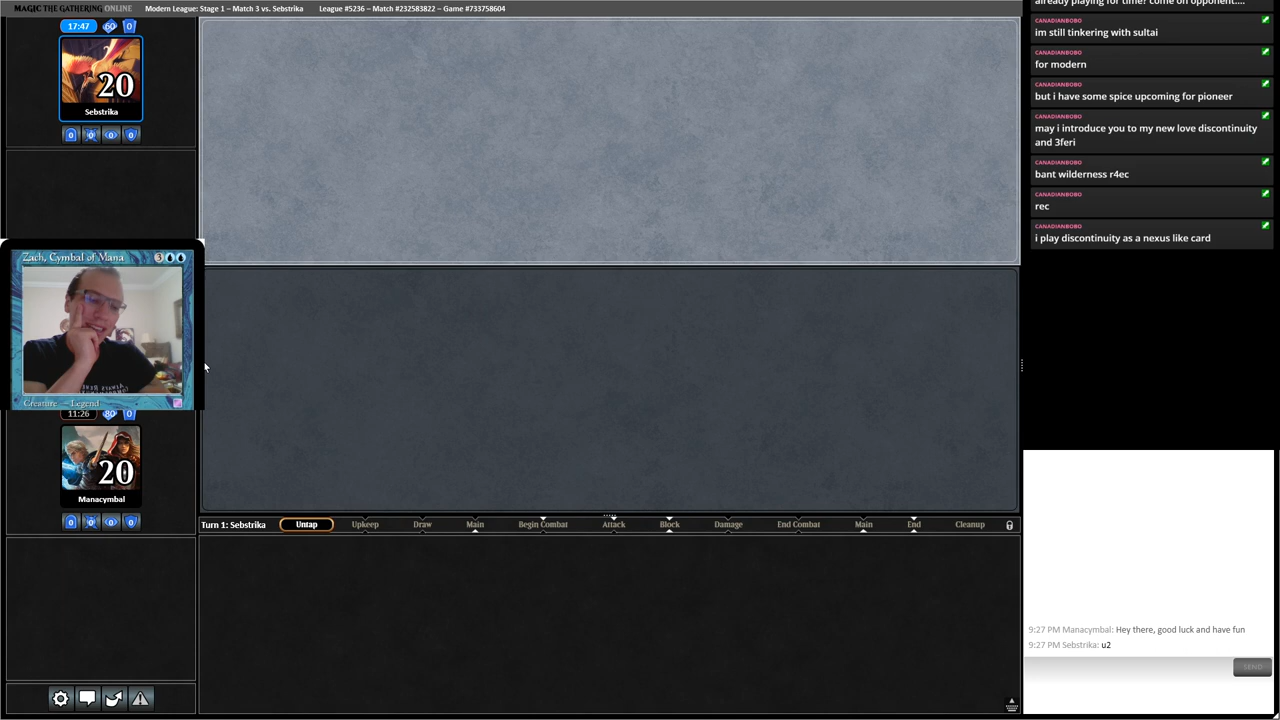 MAGIC THE GATHERING ONLINE Modern League: Stage 1 – Match 3 vs. Sebstrika League #5236 – Match #232583822 – Game #733758604
17:47 60 0
20
Sebstrika
0 0 0 0
Zach, Cymbal of Mana 3
Creature — Legend
11:26 80 0
20
Manacymbal
0 0 0 0
Turn 1: Sebstrika Untap Upkeep Draw Main Begin Combat Attack Block Damage End Combat Main End Cleanup
already playing for time? come on opponent....
CANADIANBOBO
im still tinkering with sultai
CANADIANBOBO
for modern
CANADIANBOBO
but i have some spice upcoming for pioneer
CANADIANBOBO
may i introduce you to my new love discontinuity
and 3feri
CANADIANBOBO
bant wilderness r4ec
CANADIANBOBO
rec
CANADIANBOBO
i play discontinuity as a nexus like card
9:27 PM Manacymbal: Hey there, good luck and have fun
9:27 PM Sebstrika: u2
SEND